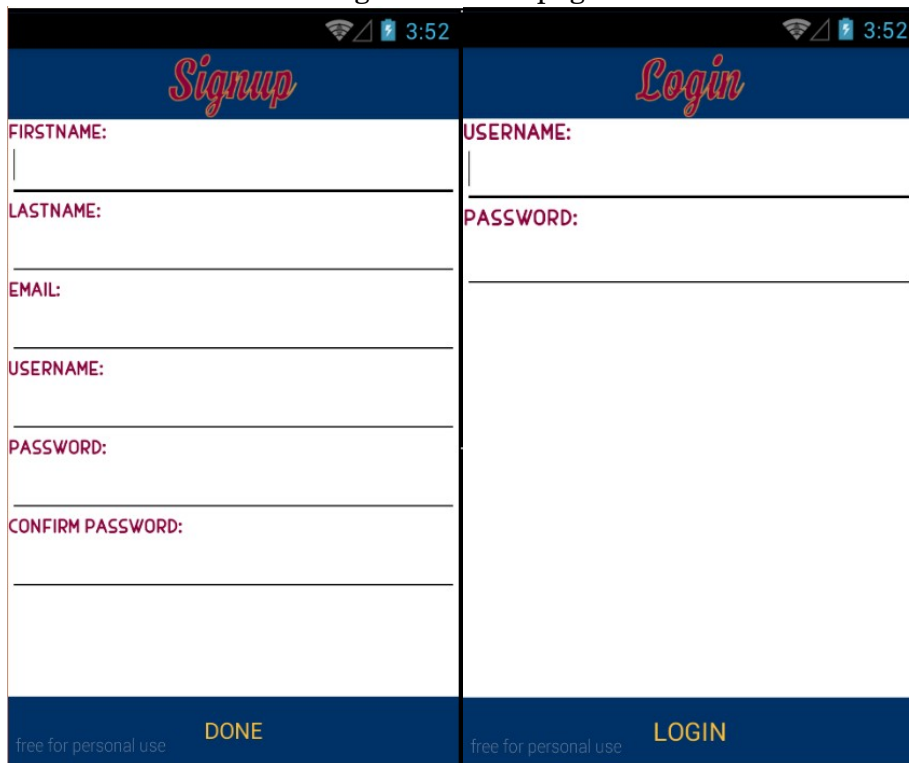 3:52
Signup
FIRSTNAME:
LASTNAME:
EMAIL:
USERNAME:
PASSWORD:
CONFIRM PASSWORD:
DONE
free for personal use
3:52
Login
USERNAME:
PASSWORD:
LOGIN
free for personal use